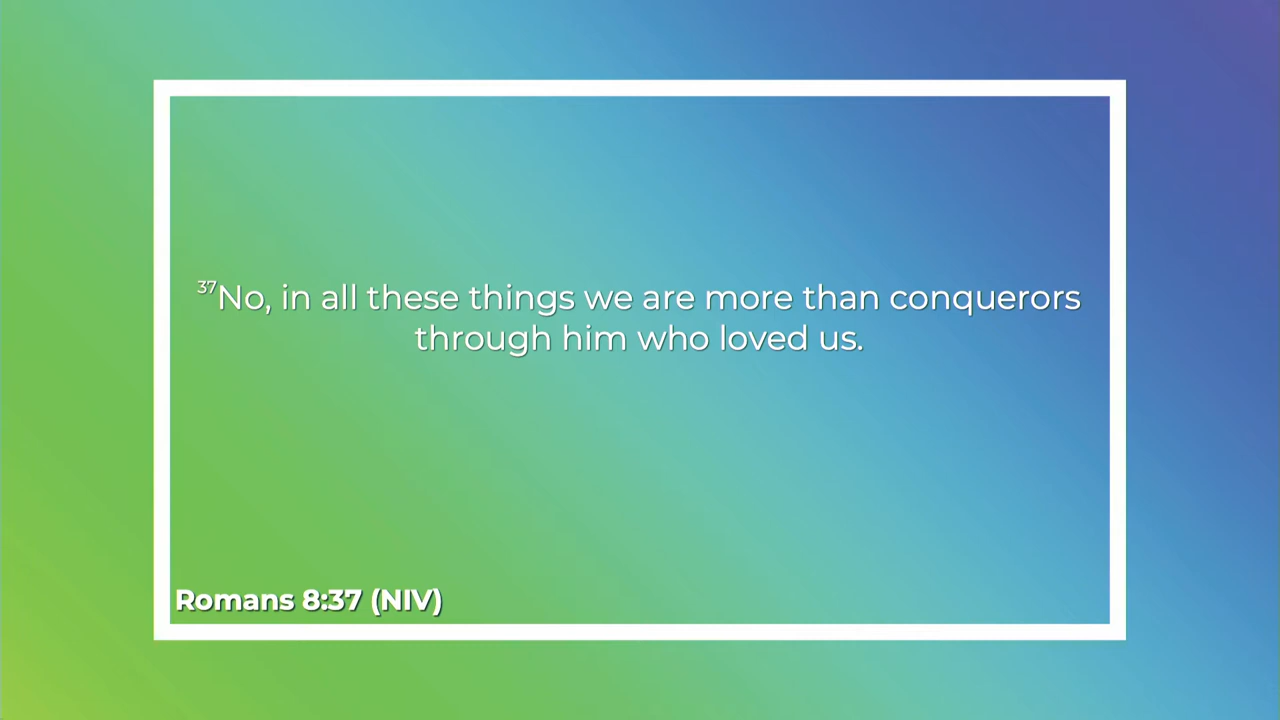 ³⁷No, in all these things we are more than conquerors
through him who loved us.
Romans 8:37 (NIV)